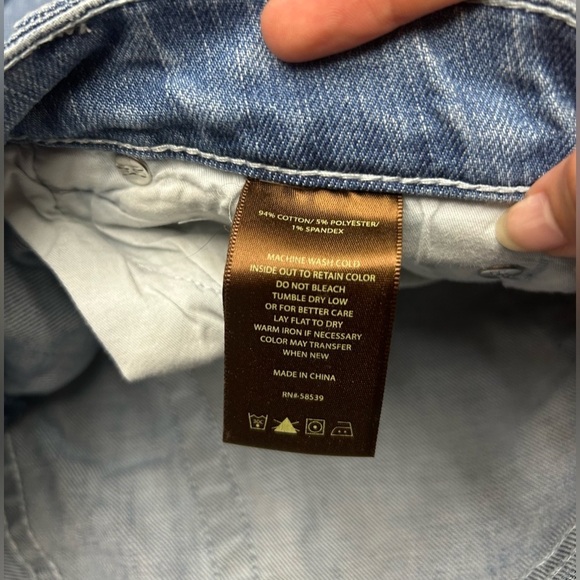 94% COTTON/ 5% POLYESTER/
1% SPANDEX
MACHINE WASH COLD
INSIDE OUT TO RETAIN COLOR
DO NOT BLEACH
TUMBLE DRY LOW
OR FOR BETTER CARE
LAY FLAT TO DRY
WARM IRON IF NECESSARY
COLOR MAY TRANSFER
WHEN NEW
MADE IN CHINA
RN#-58539